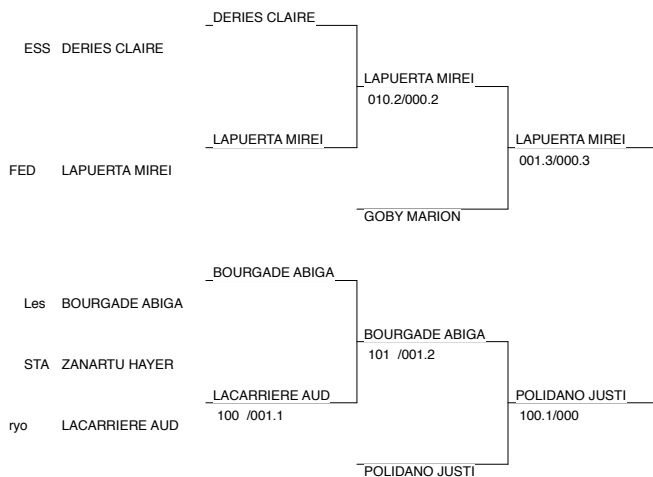 DERIES CLAIRE
ESS DERIES CLAIRE
LAPUERTA MIREI
010.2/000.2
LAPUERTA MIREI
LAPUERTA MIREI
001.3/000.3
FED LAPUERTA MIREI
GOBY MARION
BOURGADE ABIGA
Les BOURGADE ABIGA
BOURGADE ABIGA
101 /001.2
STA ZANARTU HAYER
LACARRIERE AUD
100 /001.1
POLIDANO JUSTI
100.1/000
ryo LACARRIERE AUD
POLIDANO JUSTI